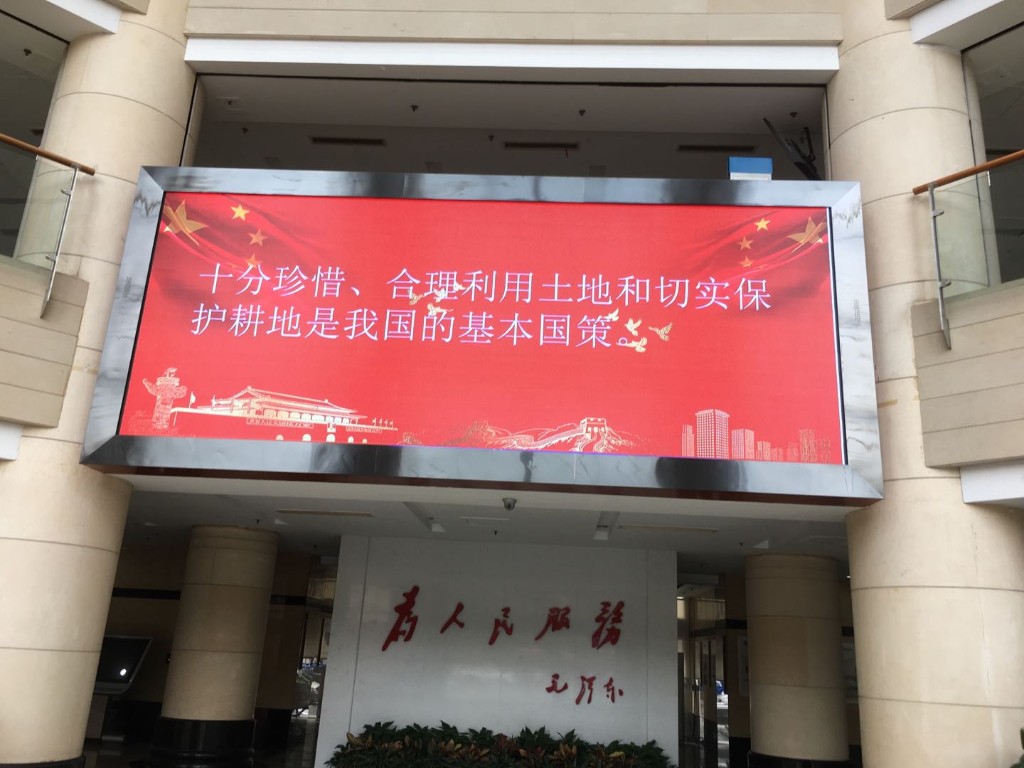 十分珍惜、合理利用土地和切实保
护耕地是我国的基本国策。
为人民服务
毛泽东